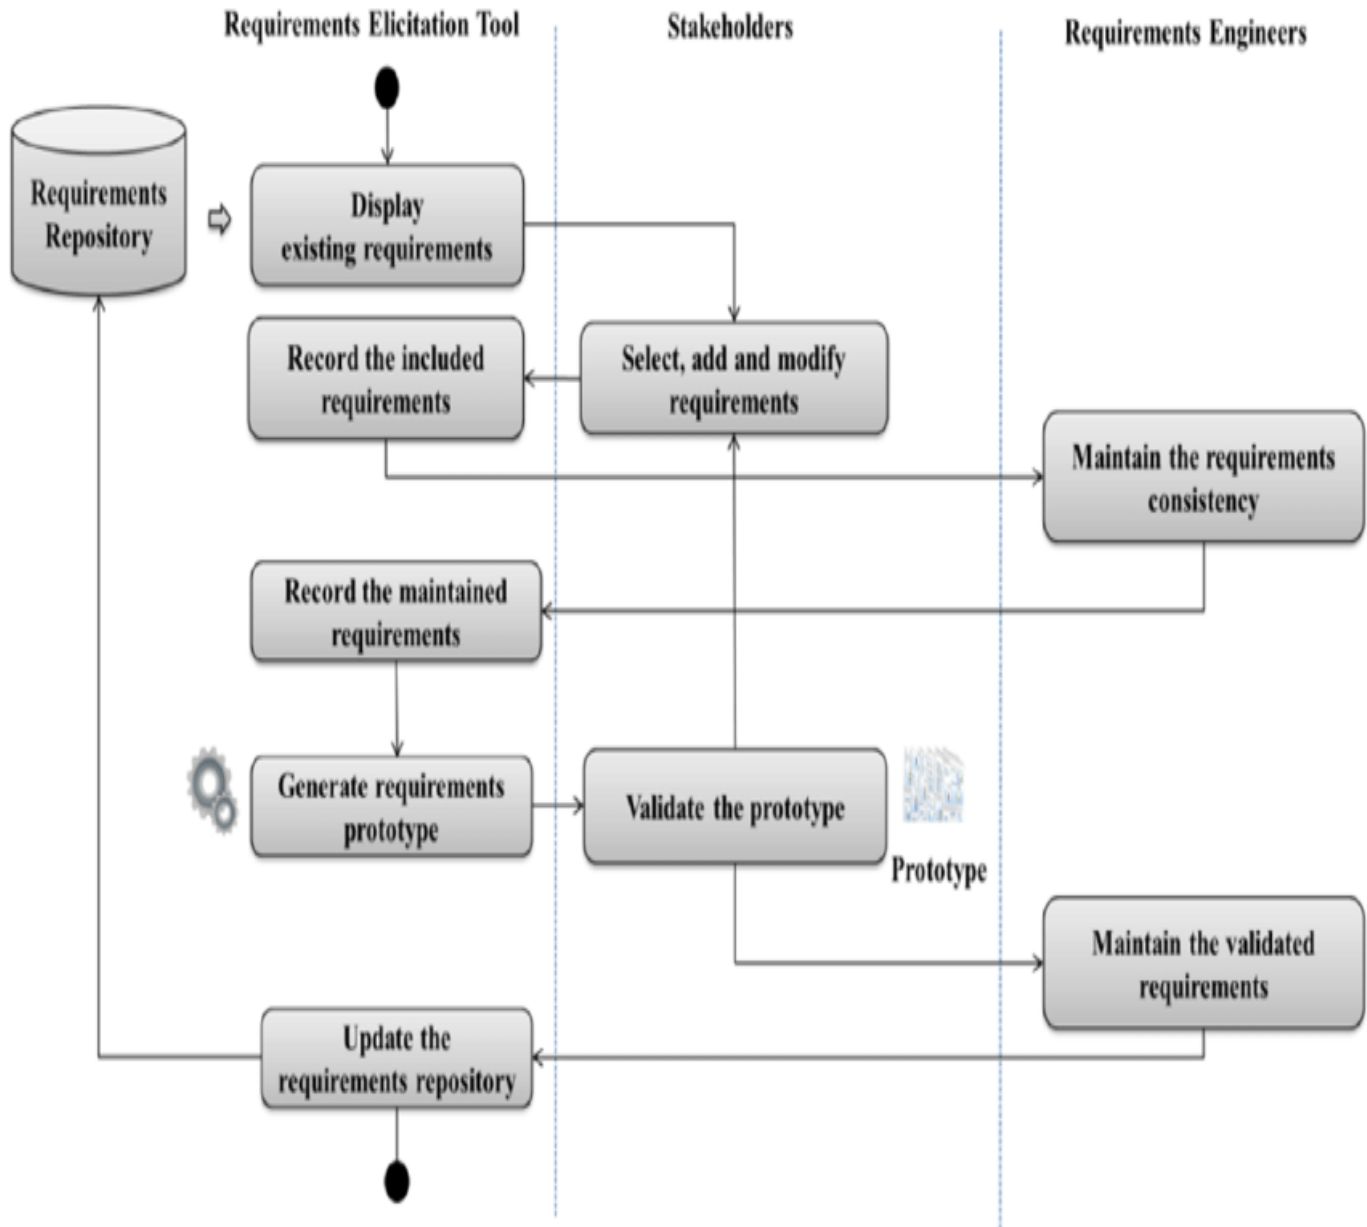 Requirements Elicitation Tool
Stakeholders
Requirements Engineers
Requirements
Repository
Display
existing requirements
Record the included
requirements
Select, add and modify
requirements
Maintain the requirements
consistency
Record the maintained
requirements
Generate requirements
prototype
Validate the prototype
Prototype
Maintain the validated
requirements
Update the
requirements repository